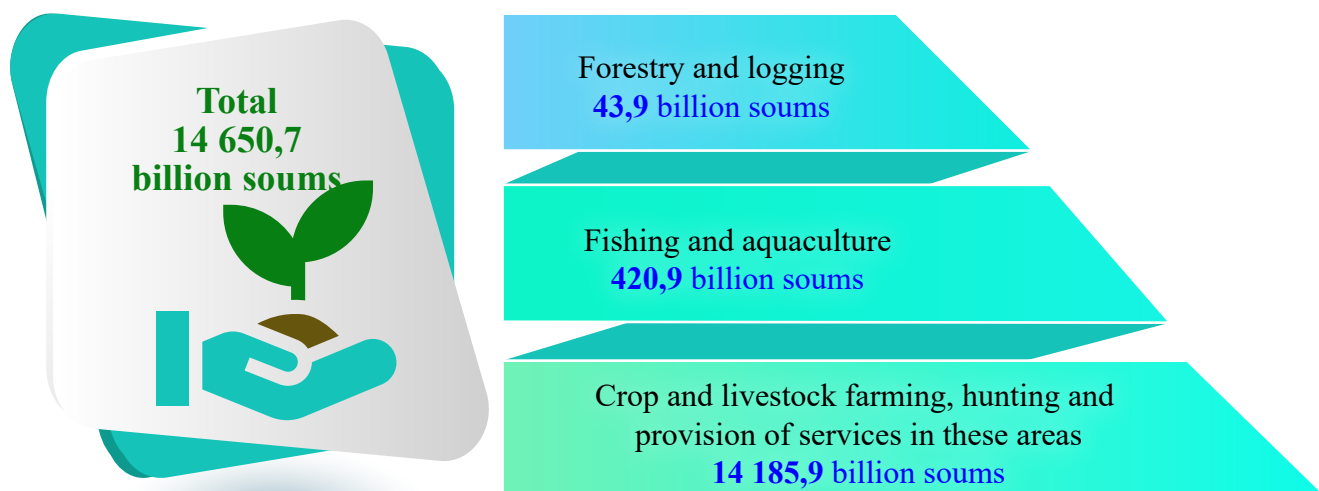 Total
14 650,7
billion soums
Forestry and logging
43,9 billion soums
Fishing and aquaculture
420,9 billion soums
Crop and livestock farming, hunting and
provision of services in these areas
14 185,9 billion soums